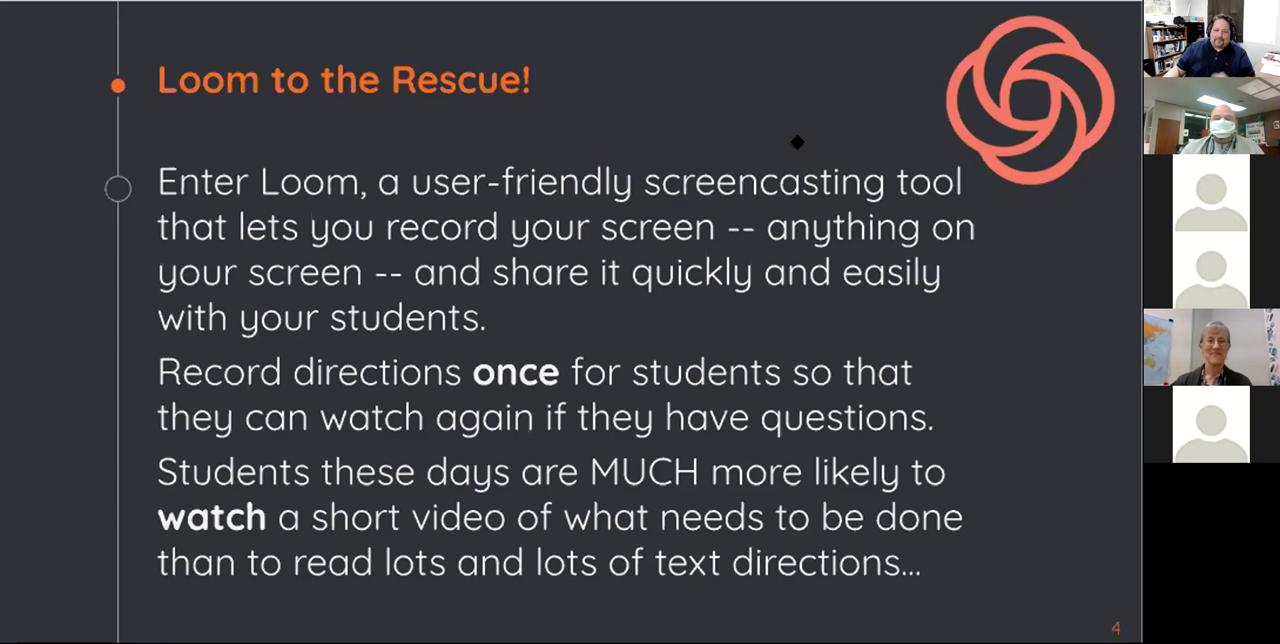 Loom to the Rescue!
Enter Loom, a user-friendly screencasting tool
that lets you record your screen -- anything on
your screen -- and share it quickly and easily
with your students.
Record directions once for students so that
they can watch again if they have questions.
Students these days are MUCH more likely to
watch a short video of what needs to be done
than to read lots and lots of text directions...
4